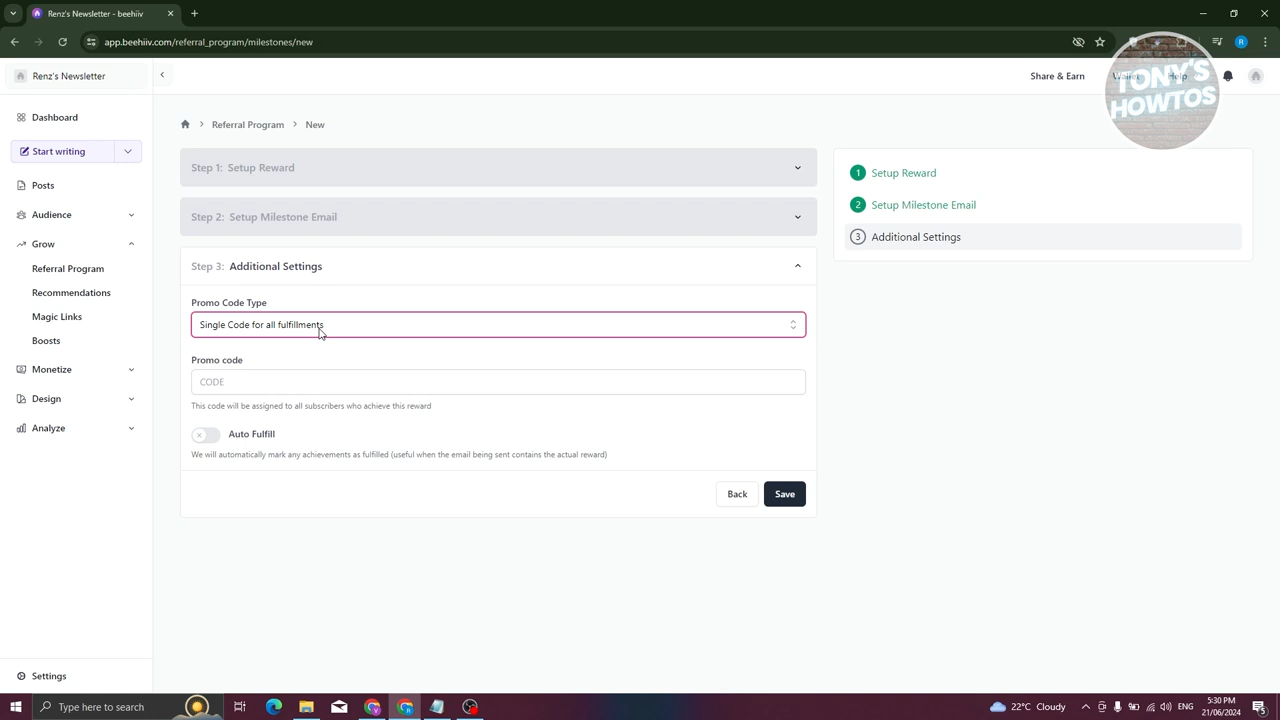 Renz's Newsletter - beehiiv
app.beehiiv.com/referral_program/milestones/new
R
Renz's Newsletter
Share & Earn
Wallet
Help
TONY'S
HOWTOS
Dashboard
Start writing
Posts
Audience
Grow
Referral Program
Recommendations
Magic Links
Boosts
Monetize
Design
Analyze
Settings
Referral Program
New
Step 1: Setup Reward
Step 2: Setup Milestone Email
Step 3: Additional Settings
Promo Code Type
Single Code for all fulfillments
Promo code
CODE
This code will be assigned to all subscribers who achieve this reward
Auto Fulfill
We will automatically mark any achievements as fulfilled (useful when the email being sent contains the actual reward)
Back
Save
1 Setup Reward
2 Setup Milestone Email
3 Additional Settings
Type here to search
22°C Cloudy
ENG
5:30 PM
21/06/2024